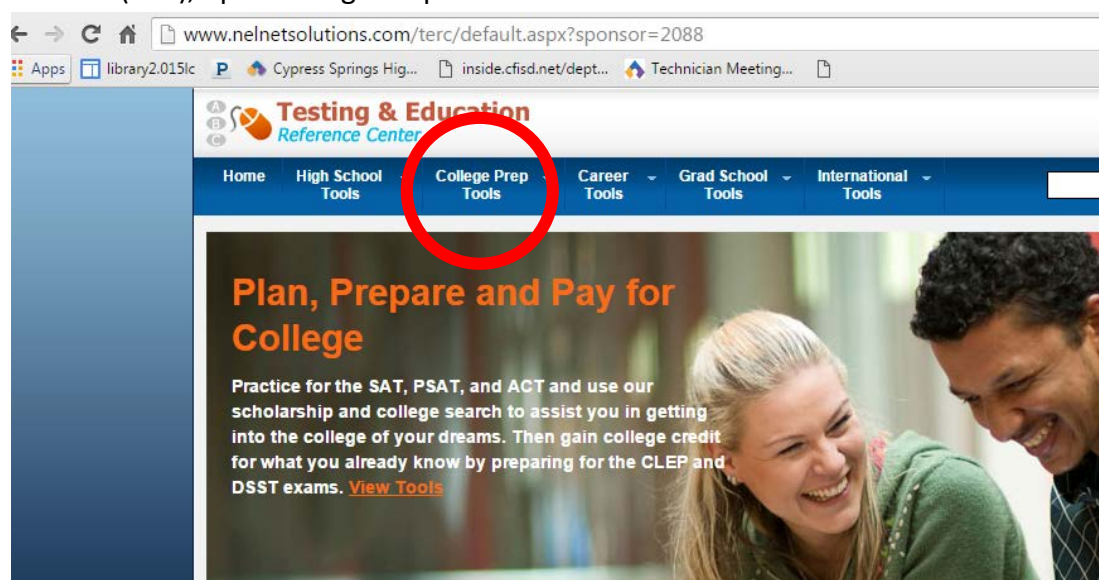 www.nelnetsolutions.com/terc/default.aspx?sponsor=2088
Apps library2.015lc P Cypress Springs Hig... inside.cfisd.net/dept... Technician Meeting...
A
B
C
Testing & Education
Reference Center
Home High School Tools College Prep Tools Career Tools Grad School Tools International Tools
Plan, Prepare and Pay for
College
Practice for the SAT, PSAT, and ACT and use our
scholarship and college search to assist you in getting
into the college of your dreams. Then gain college credit
for what you already know by preparing for the CLEP and
DSST exams. View Tools